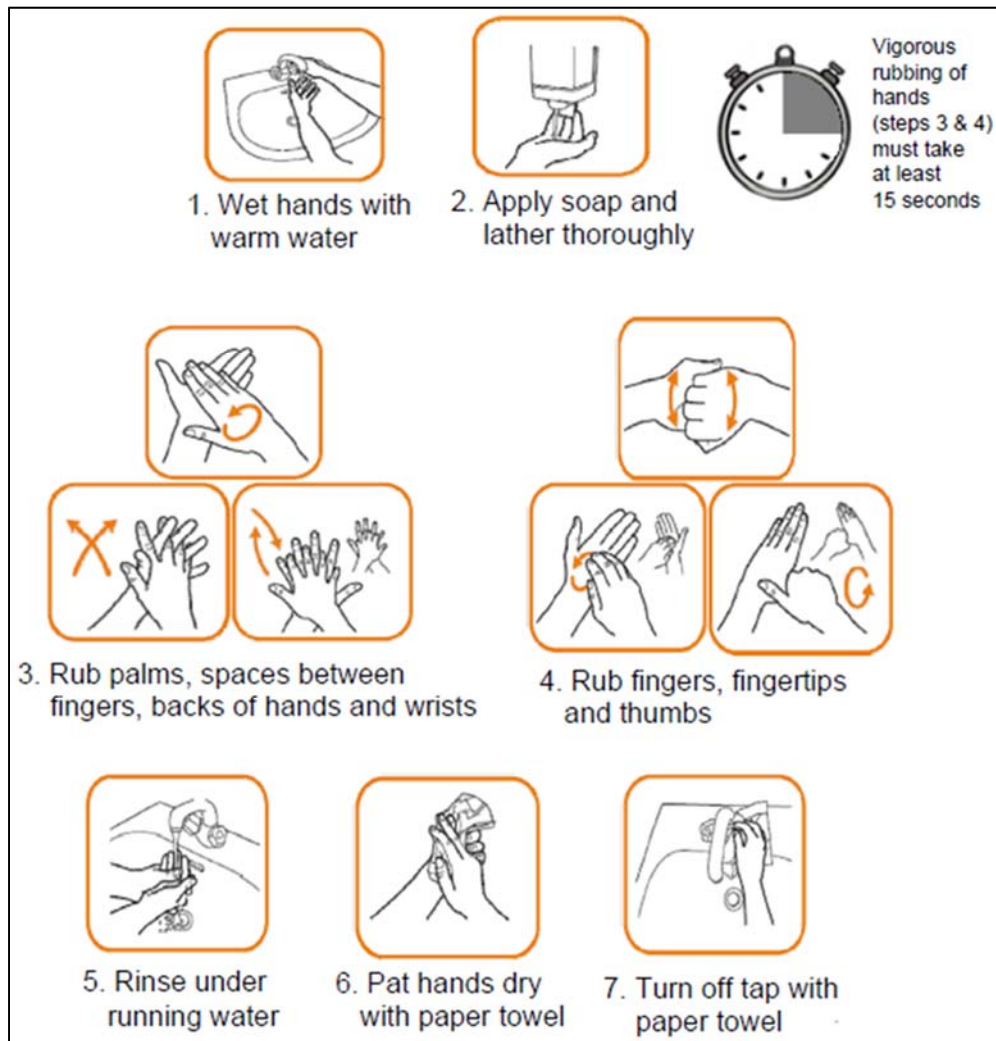 1. Wet hands with
warm water
2. Apply soap and
lather thoroughly
Vigorous
rubbing of
hands
(steps 3 & 4)
must take
at least
15 seconds
3. Rub palms, spaces between
fingers, backs of hands and wrists
4. Rub fingers, fingertips
and thumbs
5. Rinse under
running water
6. Pat hands dry
with paper towel
7. Turn off tap with
paper towel